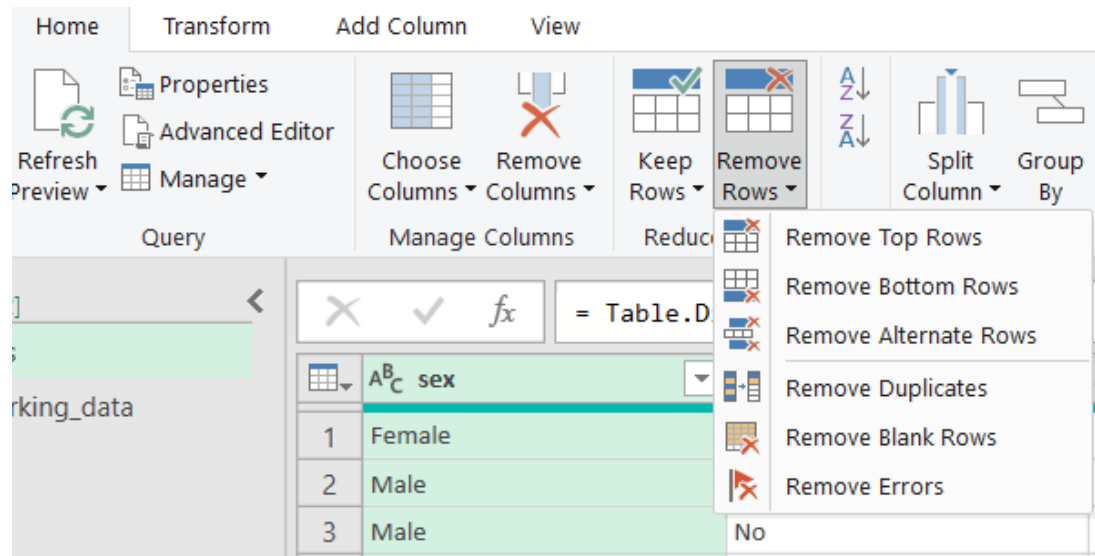 Home Transform Add Column View
Properties
Advanced Editor
Manage
Refresh
Preview
Choose
Columns
Remove
Columns
Keep
Rows
Remove
Rows
A
Z
Z
A
Split
Column
Group
By
Query Manage Columns Reduc
Remove Top Rows
Remove Bottom Rows
Remove Alternate Rows
Remove Duplicates
Remove Blank Rows
Remove Errors
]
s
rking_data
fx = Table.D
ABC sex
1 Female
2 Male
3 Male No